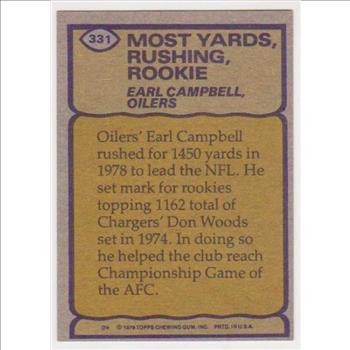 331
MOST YARDS,
RUSHING,
ROOKIE
EARL CAMPBELL,
OILERS
Oilers' Earl Campbell
rushed for 1450 yards in
1978 to lead the NFL. He
set mark for rookies
topping 1162 total of
Chargers' Don Woods
set in 1974. In doing so
he helped the club reach
Championship Game of
the AFC.
© 1979 TOPPS CHEWING GUM, INC. PRTD. IN U.S.A.